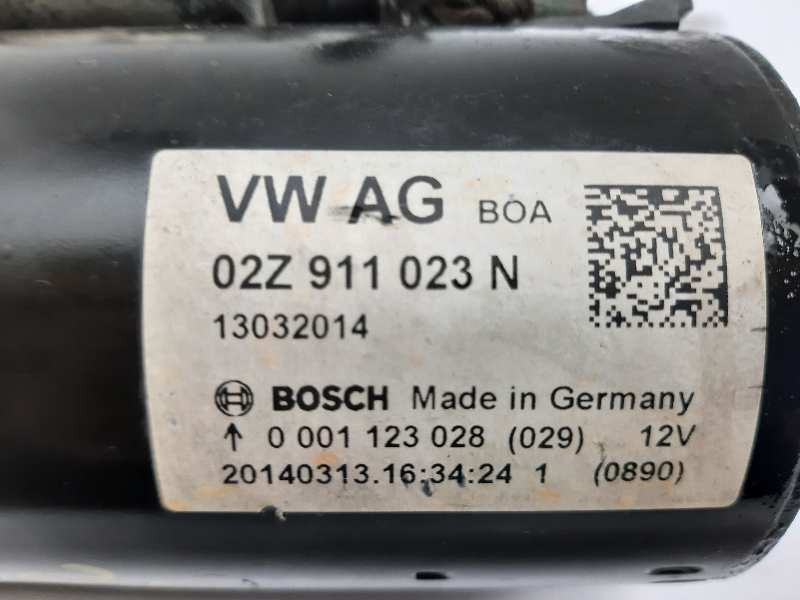 VW AG BOA
02Z 911 023 N
13032014
BOSCH Made in Germany
↑ 0 001 123 028 (029) 12V
20140313.16:34:24 1 (0890)